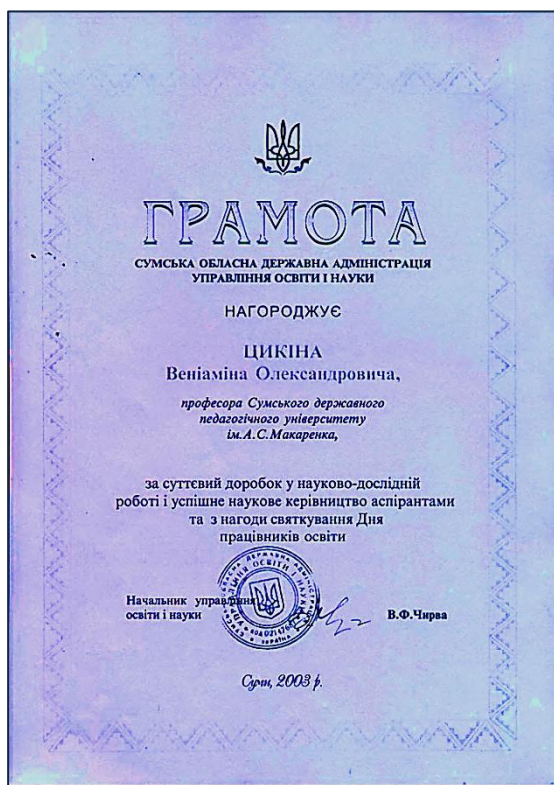 ГРАМОТА
СУМСЬКА ОБЛАСНА ДЕРЖАВНА АДМІНІСТРАЦІЯ
УПРАВЛІННЯ ОСВІТИ І НАУКИ
НАГОРОДЖУЄ
ЦИКІНА
Веніаміна Олександровича,
професора Сумського державного
педагогічного університету
ім.А.С.Макаренка,
за суттєвий доробок у науково-дослідній
роботі і успішне наукове керівництво аспірантами
та з нагоди святкування Дня
працівників освіти
Начальник управління
освіти і науки
В.Ф.Чирва
Суми, 2003 р.